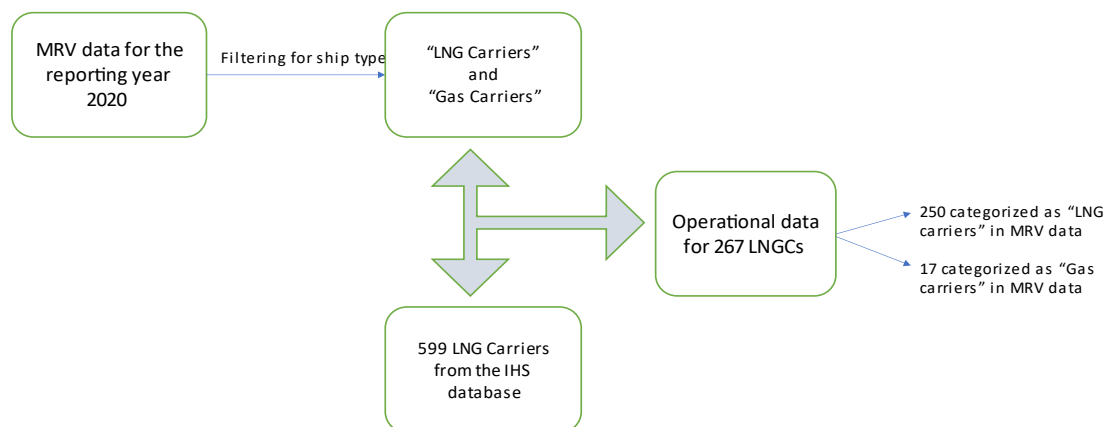 MRV data for the
reporting year
2020
Filtering for ship type
“LNG Carriers”
and
“Gas Carriers”
Operational data
for 267 LNGCs
250 categorized as “LNG
carriers” in MRV data
17 categorized as “Gas
carriers” in MRV data
599 LNG Carriers
from the IHS
database